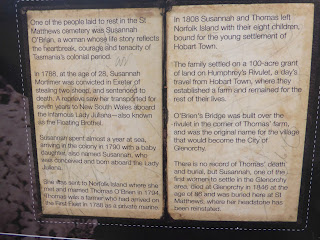 One of the people laid to rest in the St
Matthews cemetery was Susannah
O'Brian, a woman whose life story reflects
the heartbreak, courage and tenacity of
Tasmania's colonial period.
In 1788, at the age of 28, Susannah
Mortimer was convicted in Exeter of
stealing two sheep, and sentenced to
death. A reprieve saw her transported for
seven years to New South Wales aboard
the infamous Lady Juliana – also known
as the Floating Brothel.
Susannah spent almost a year at sea,
arriving in the colony in 1790 with a baby
daughter, also named Susannah, who
was conceived and born aboard the Lady
Juliana.
She was sent to Norfolk Island where she
met and married Thomas O'Brien in 1794.
Thomas was a farmer who had arrived on
the First Fleet in 1788 as a private marine.
In 1808 Susannah and Thomas left
Norfolk Island with their eight children,
bound for the young settlement of
Hobart Town.
The family settled on a 100-acre grant
of land on Humphreys Rivulet, a day's
travel from Hobart Town, where they
established a farm and remained for the
rest of their lives.
O'Brien's Bridge was built over the
rivulet in the corner of Thomas' farm,
and was the original name for the village
that would become the City of
Glenorchy.
There is no record of Thomas' death
and burial, but Susannah, one of the
first women to settle in the Glenorchy
area, died at Glenorchy in 1846 at the
age of and was buried here at St
Matthews, where her headstone has
been reinstated.